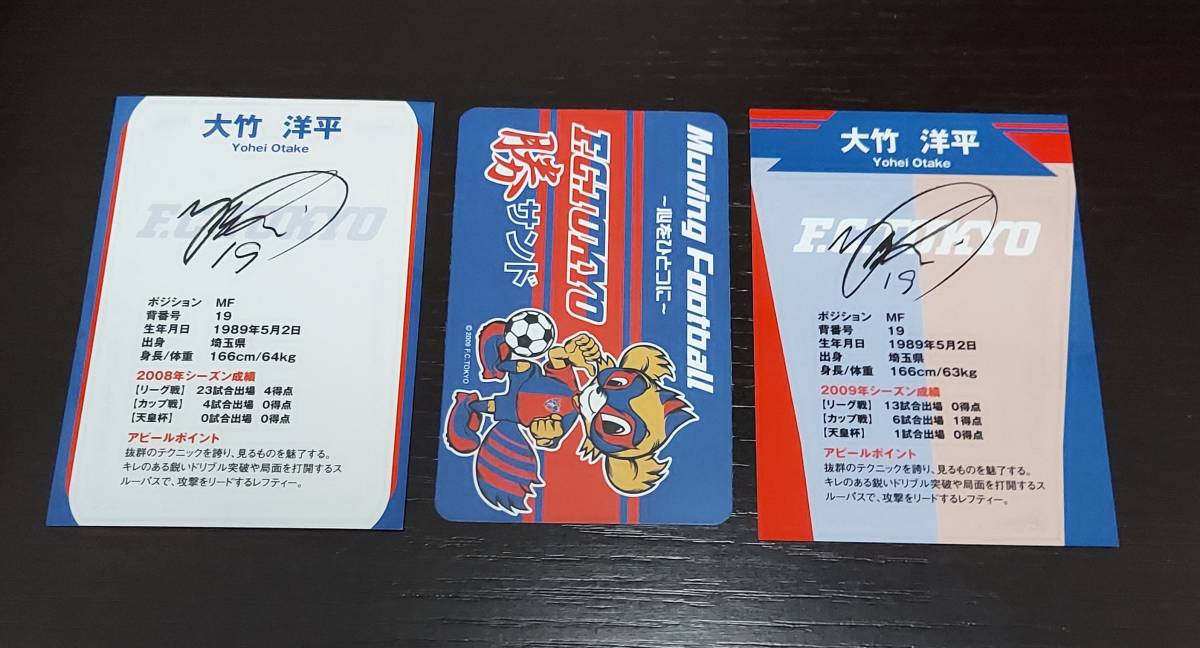 大竹 洋平
Yohei Otake
F.C.TOKYO
19
ポジション MF
背番号 19
生年月日 1989年5月2日
出身 埼玉県
身長/体重 166cm/64kg
2008年シーズン成績
【リーグ戦】 23試合出場 4得点
【カップ戦】 4試合出場 0得点
【天皇杯】 0試合出場 0得点
アピールポイント
抜群のテクニックを誇り、見るものを魅了する。
キレのある鋭いドリブル突破や局面を打開するス
ルーパスで、攻撃をリードするレフティー。
Moving Football
~心をひとつに~
F.C.TOKYO
勝サンド
© 2009 F.C.TOKYO
大竹 洋平
Yohei Otake
F.C.TOKYO
19
ポジション MF
背番号 19
生年月日 1989年5月2日
出身 埼玉県
身長/体重 166cm/63kg
2009年シーズン成績
【リーグ戦】 13試合出場 0得点
【カップ戦】 6試合出場 1得点
【天皇杯】 1試合出場 0得点
アピールポイント
抜群のテクニックを誇り、見るものを魅了する。
キレのある鋭いドリブル突破や局面を打開するス
ルーパスで、攻撃をリードするレフティー。